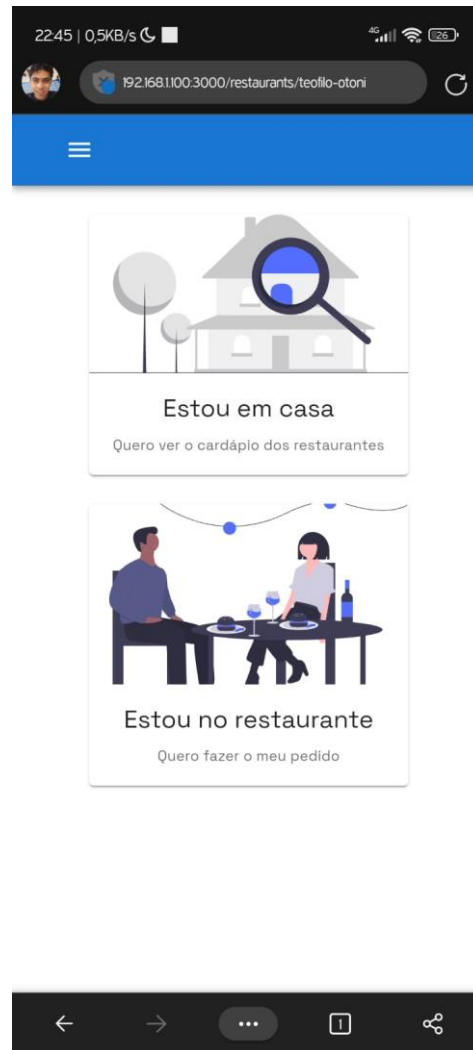 22:45 | 0,5KB/s
4G 26
192.168.1.100:3000/restaurants/teofilo-otoni
Estou em casa
Quero ver o cardápio dos restaurantes
Estou no restaurante
Quero fazer o meu pedido
1